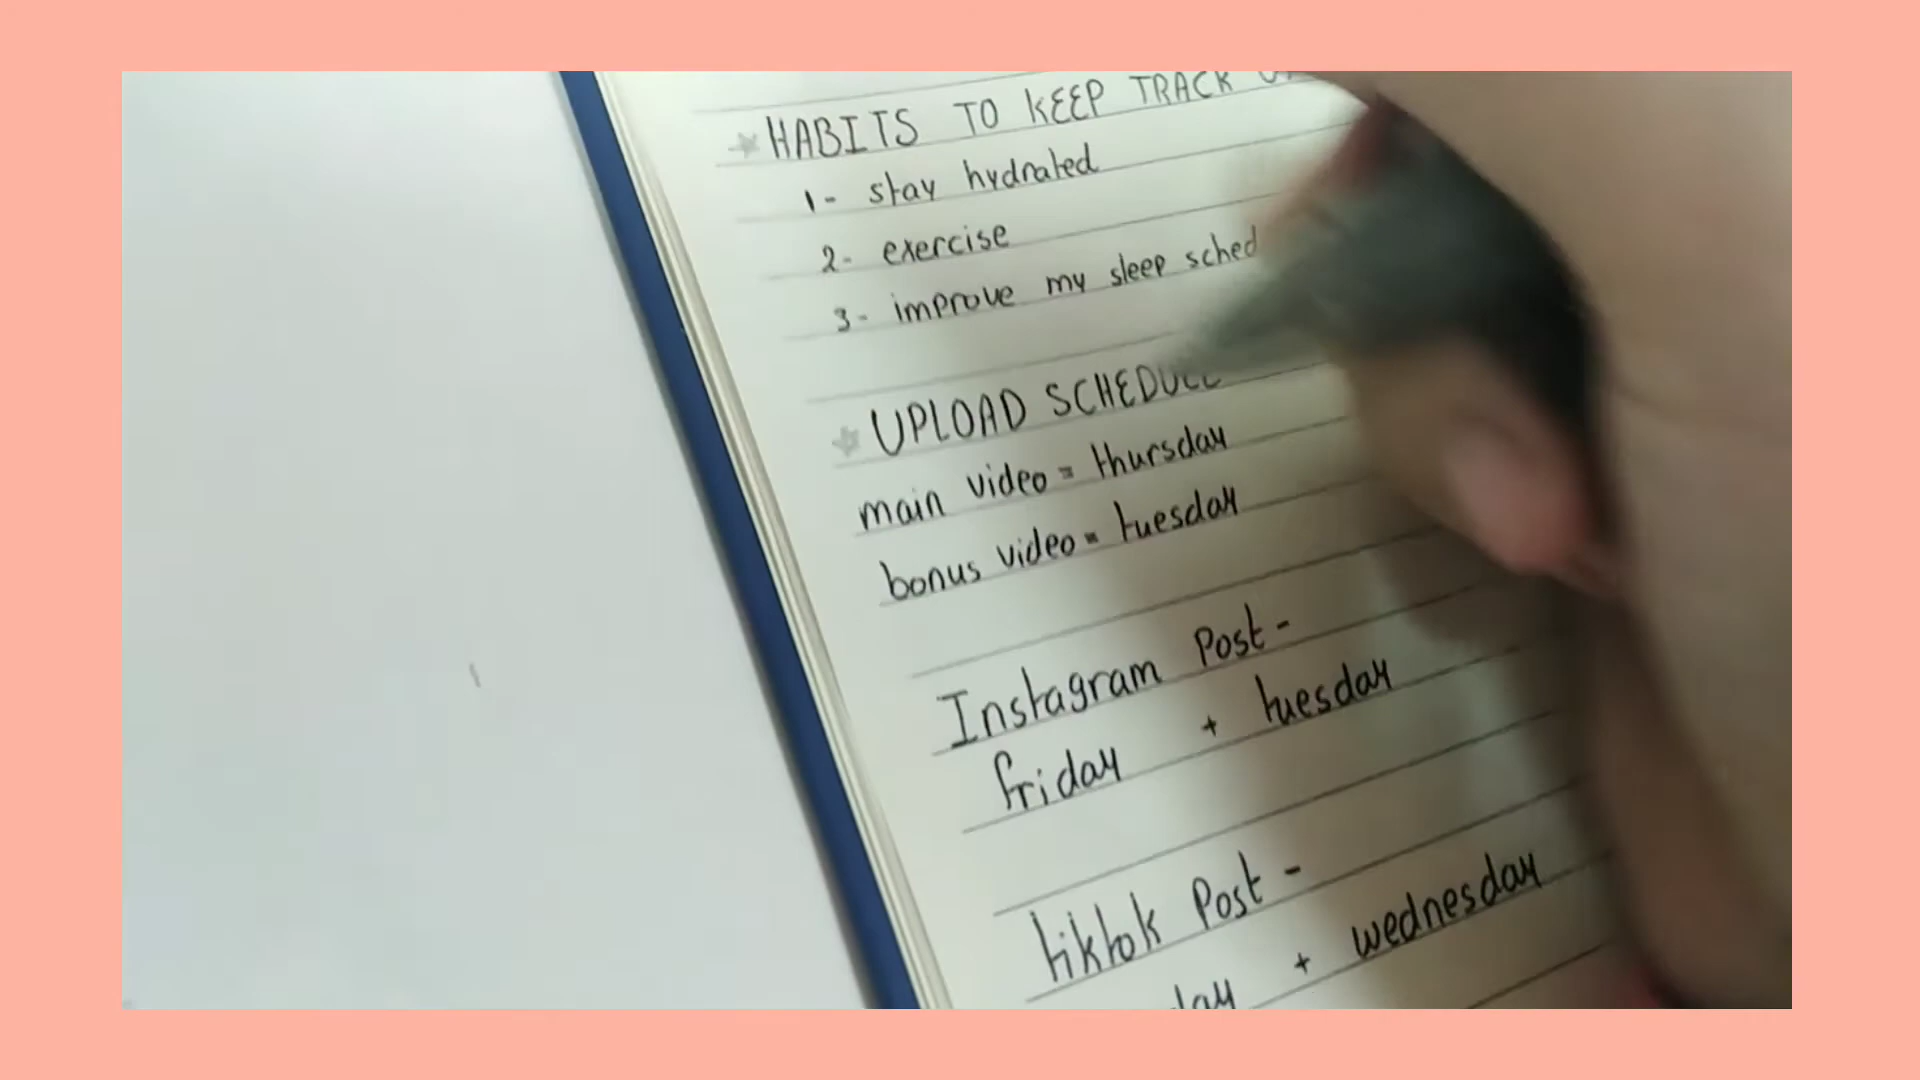 HABITS TO KEEP TRACK
1- stay hydrated
2- exercise
3- improve my sleep sched
UPLOAD SCHEDULE
main video = thursday
bonus video = tuesday
Instagram Post -
friday + tuesday
tiktok Post -
+ wednesday